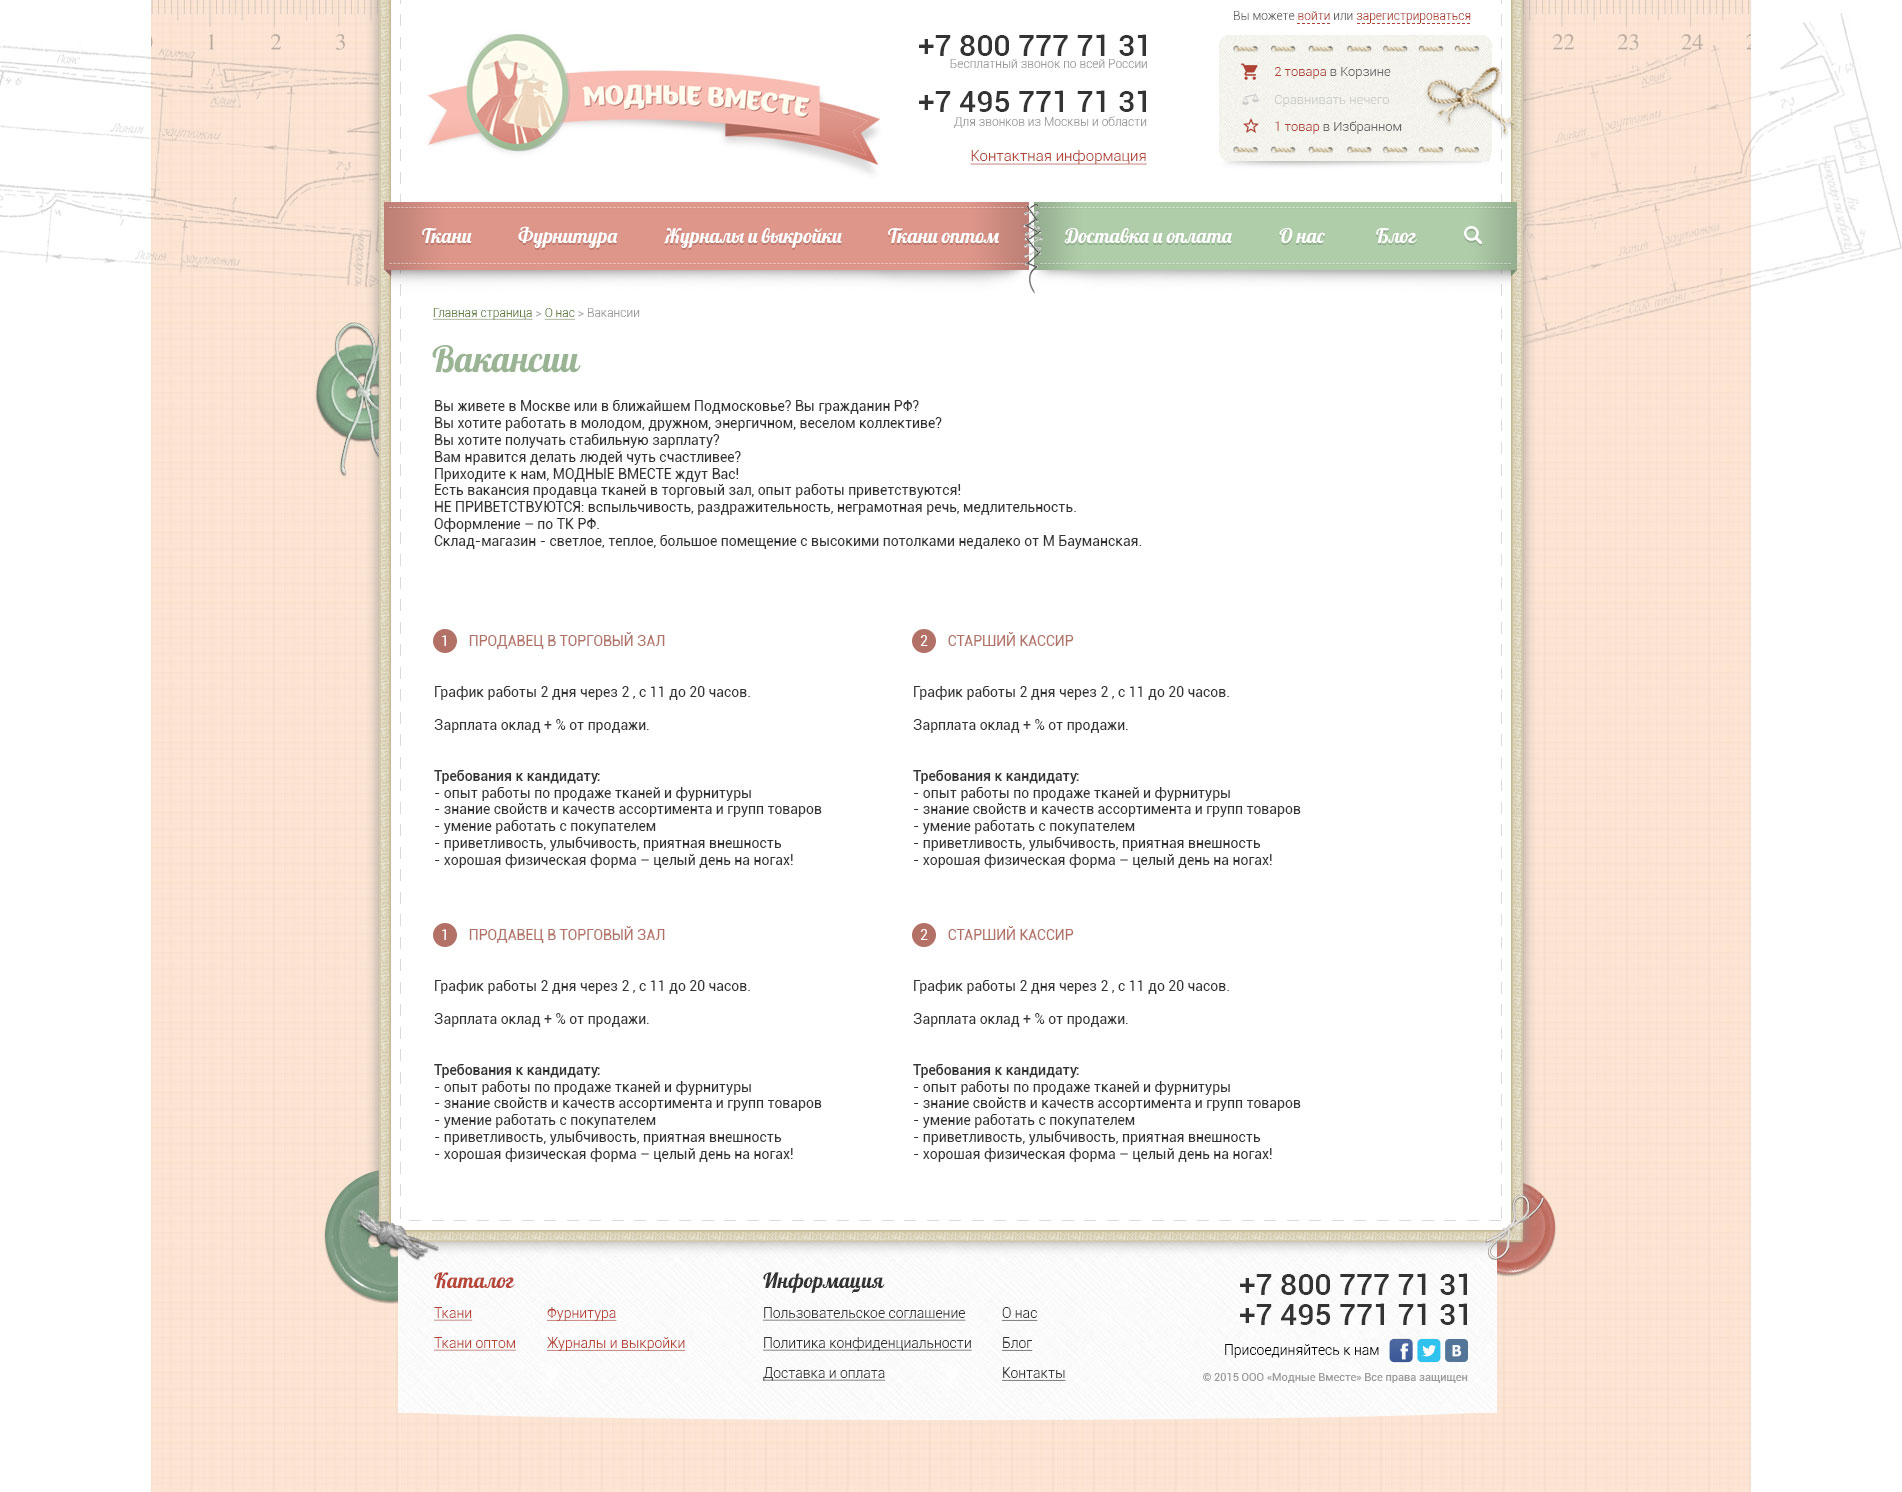 Вы можете войти или зарегистрироваться
МОДНЫЕ ВМЕСТЕ
+7 800 777 71 31
Бесплатный звонок по всей России
+7 495 771 71 31
Для звонков из Москвы и области
Контактная информация
2 товара в Корзине
Сравнивать нечего
1 товар в Избранном
1 2 3
22 23 24
Ткани Фурнитура Журналы и выкройки Ткани оптом Доставка и оплата О нас Блог
Главная страница > О нас > Вакансии
Вакансии
Вы живете в Москве или в ближайшем Подмосковье? Вы гражданин РФ?
Вы хотите работать в молодом, дружном, энергичном, веселом коллективе?
Вы хотите получать стабильную зарплату?
Вам нравится делать людей чуть счастливее?
Приходите к нам, МОДНЫЕ ВМЕСТЕ ждут Вас!
Есть вакансия продавца тканей в торговый зал, опыт работы приветствуются!
НЕ ПРИВЕТСТВУЮТСЯ: вспыльчивость, раздражительность, неграмотная речь, медлительность.
Оформление – по ТК РФ.
Склад-магазин - светлое, теплое, большое помещение с высокими потолками недалеко от М Бауманская.
1 ПРОДАВЕЦ В ТОРГОВЫЙ ЗАЛ
График работы 2 дня через 2 , с 11 до 20 часов.
Зарплата оклад + % от продажи.
Требования к кандидату:
- опыт работы по продаже тканей и фурнитуры
- знание свойств и качеств ассортимента и групп товаров
- умение работать с покупателем
- приветливость, улыбчивость, приятная внешность
- хорошая физическая форма – целый день на ногах!
2 СТАРШИЙ КАССИР
График работы 2 дня через 2 , с 11 до 20 часов.
Зарплата оклад + % от продажи.
Требования к кандидату:
- опыт работы по продаже тканей и фурнитуры
- знание свойств и качеств ассортимента и групп товаров
- умение работать с покупателем
- приветливость, улыбчивость, приятная внешность
- хорошая физическая форма – целый день на ногах!
1 ПРОДАВЕЦ В ТОРГОВЫЙ ЗАЛ
График работы 2 дня через 2 , с 11 до 20 часов.
Зарплата оклад + % от продажи.
Требования к кандидату:
- опыт работы по продаже тканей и фурнитуры
- знание свойств и качеств ассортимента и групп товаров
- умение работать с покупателем
- приветливость, улыбчивость, приятная внешность
- хорошая физическая форма – целый день на ногах!
2 СТАРШИЙ КАССИР
График работы 2 дня через 2 , с 11 до 20 часов.
Зарплата оклад + % от продажи.
Требования к кандидату:
- опыт работы по продаже тканей и фурнитуры
- знание свойств и качеств ассортимента и групп товаров
- умение работать с покупателем
- приветливость, улыбчивость, приятная внешность
- хорошая физическая форма – целый день на ногах!
Каталог
Ткани Фурнитура
Ткани оптом Журналы и выкройки
Информация
Пользовательское соглашение О нас
Политика конфиденциальности Блог
Доставка и оплата Контакты
+7 800 777 71 31
+7 495 771 71 31
Присоединяйтесь к нам
© 2015 ООО «Модные Вместе» Все права защищен